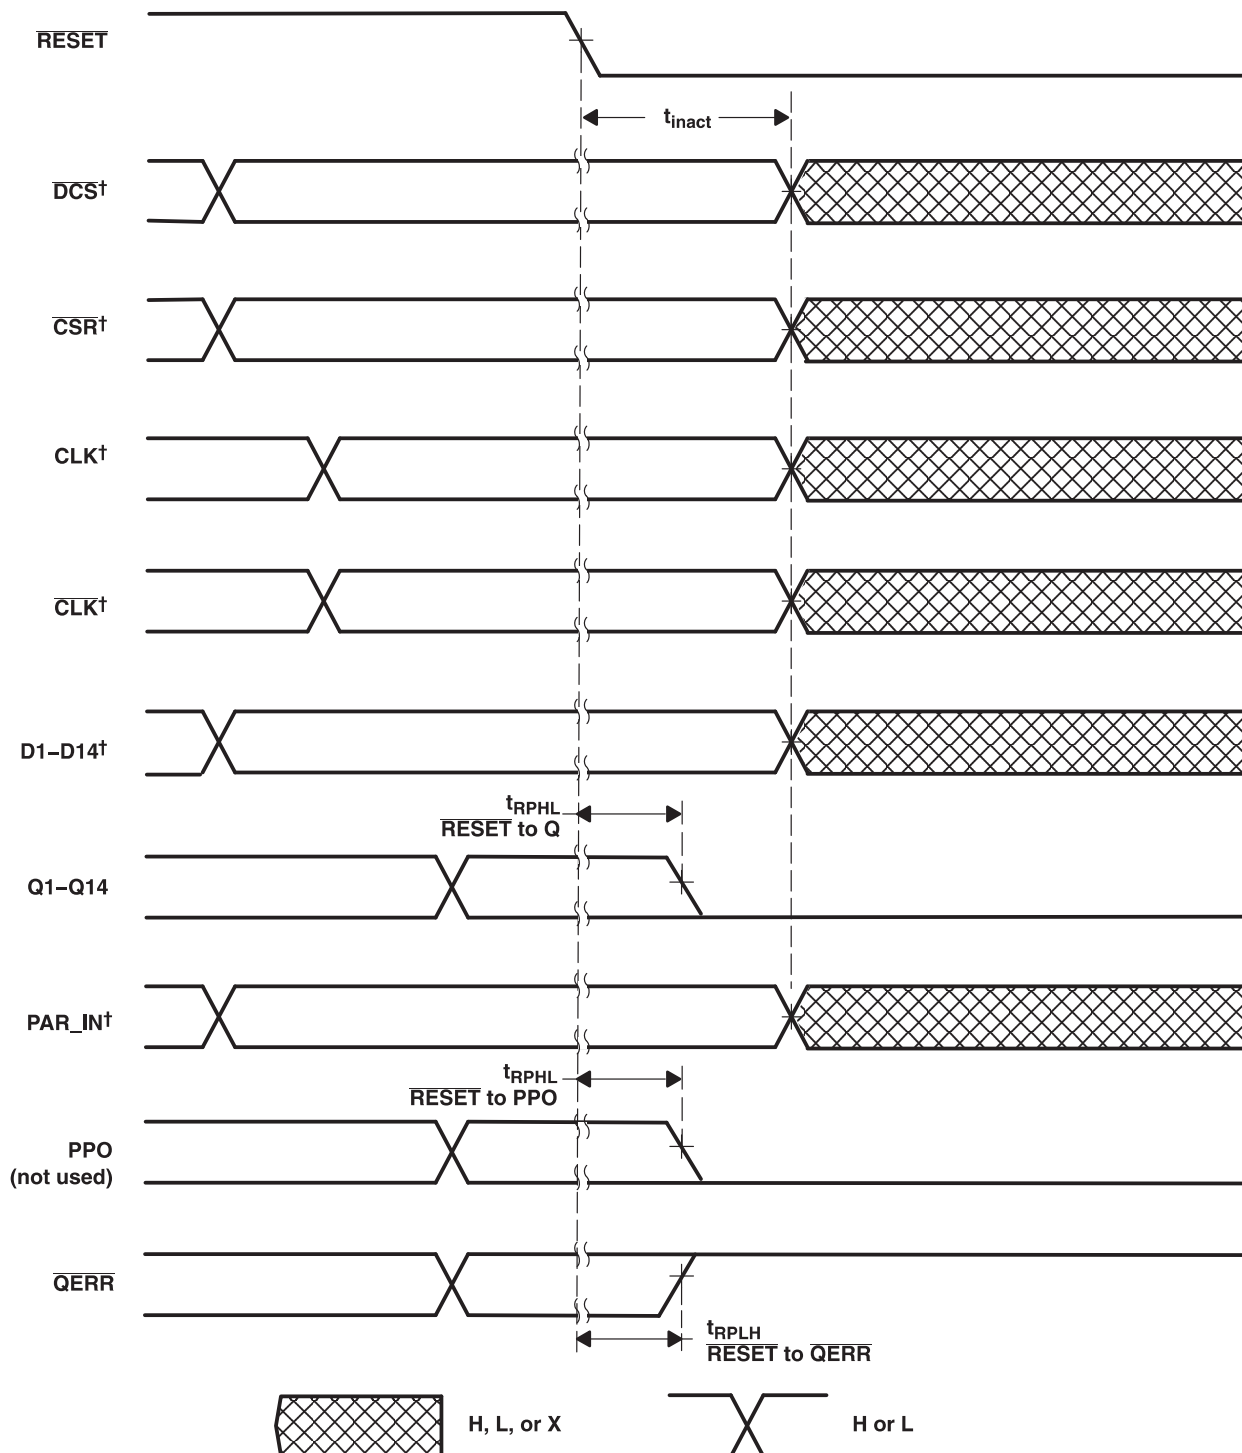 RESET
tinact
DCS†
CSR†
CLK†
CLK†
D1–D14†
tRPHL
RESET to Q
Q1–Q14
PAR_IN†
tRPHL
RESET to PPO
PPO
(not used)
QERR
tRPLH
RESET to QERR
H, L, or X
H or L